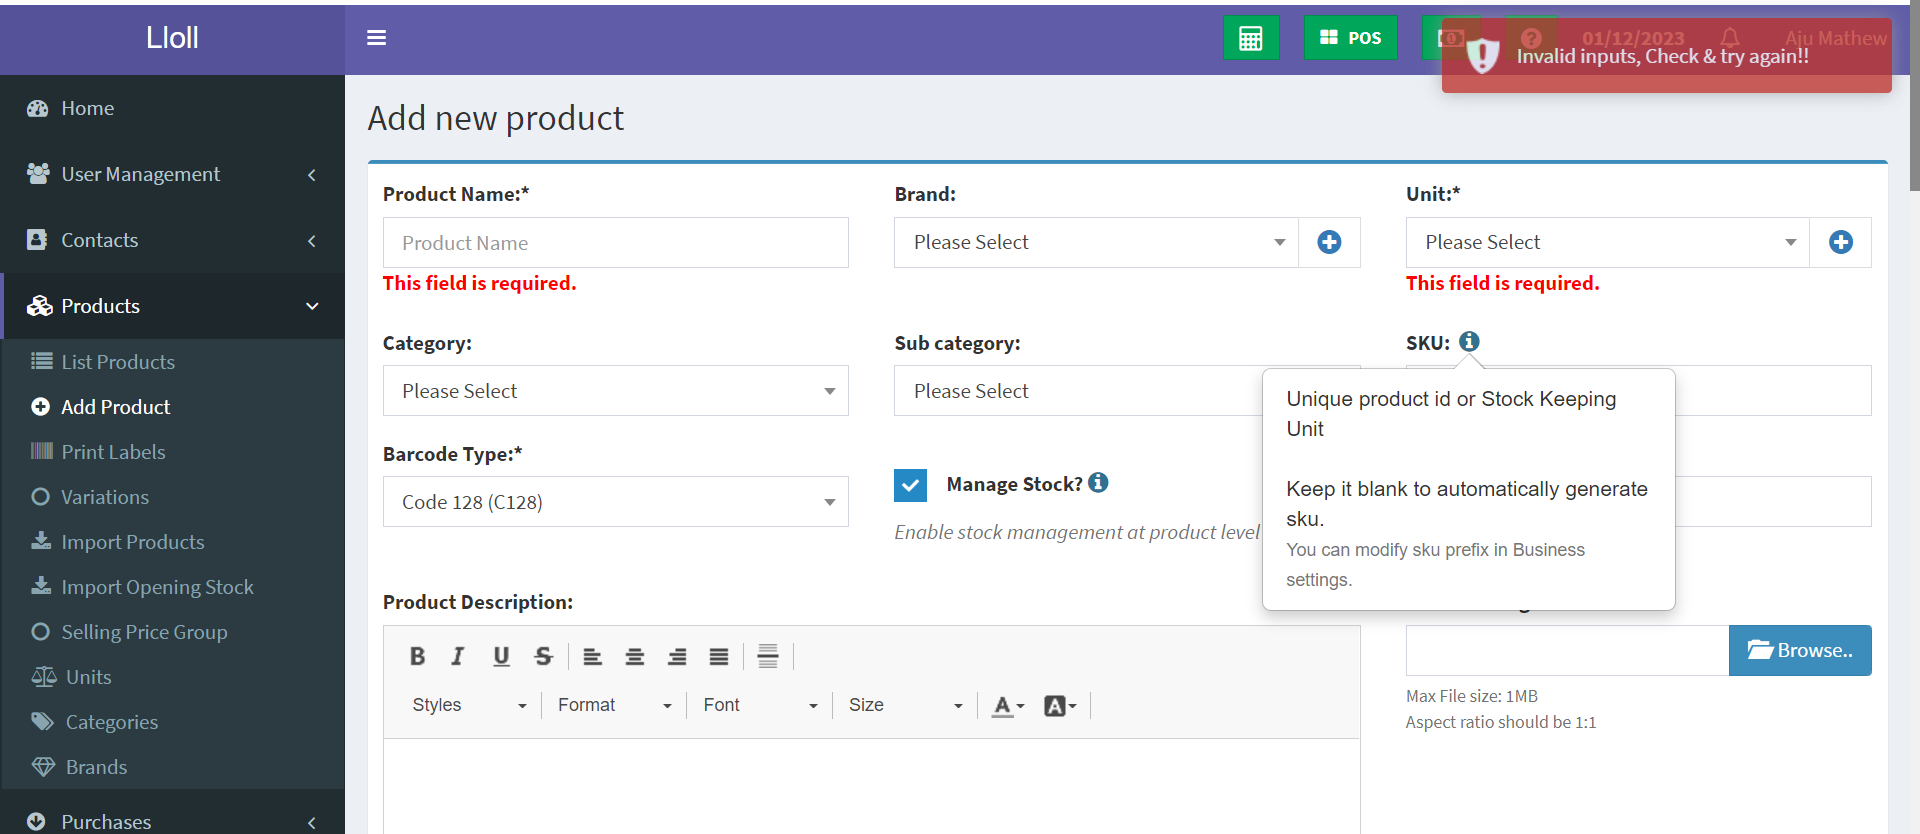 Lloll
POS
01/12/2023
Aju Mathew
Invalid inputs, Check & try again!!
Home
User Management
Contacts
Products
List Products
Add Product
Print Labels
Variations
Import Products
Import Opening Stock
Selling Price Group
Units
Categories
Brands
Purchases
Add new product
Product Name:*
Product Name
This field is required.
Brand:
Please Select
Unit:*
Please Select
This field is required.
Category:
Please Select
Sub category:
Please Select
SKU:
Unique product id or Stock Keeping
Unit
Keep it blank to automatically generate
sku.
You can modify sku prefix in Business
settings.
Barcode Type:*
Code 128 (C128)
Manage Stock?
Enable stock management at product level
Product Description:
B I U S
Styles
Format
Font
Size
A
A
Browse..
Max File size: 1MB
Aspect ratio should be 1:1